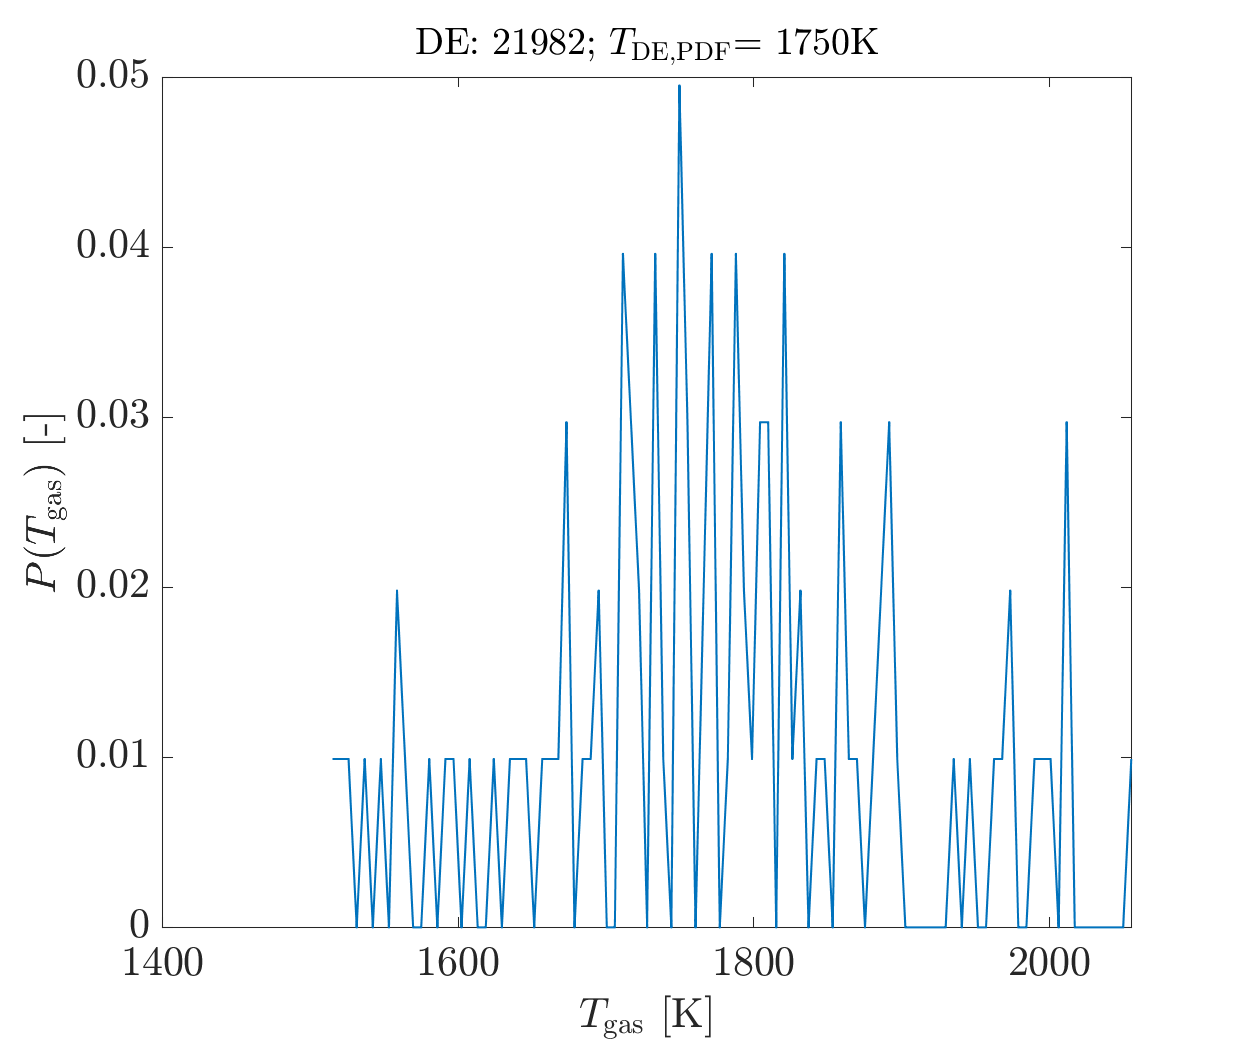 DE: 21982; T_DE,PDF= 1750K
0.05
0.04
0.03
0.02
0.01
0
P(T_gas) [-]
1400 1600 1800 2000
T_gas [K]